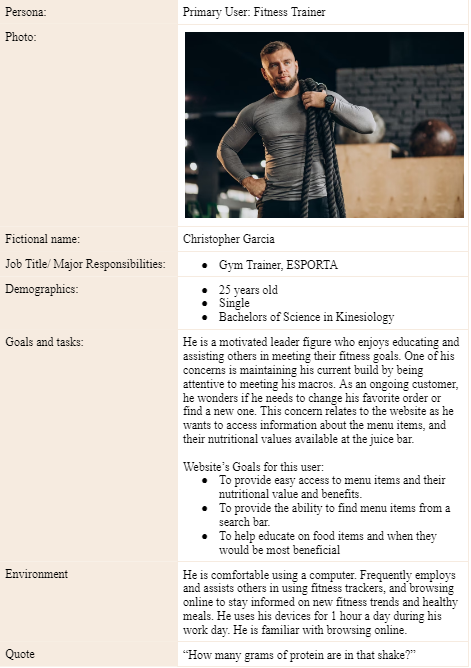 Persona:
Primary User: Fitness Trainer
Photo:
Fictional name:
Christopher Garcia
Job Title/ Major Responsibilities:
● Gym Trainer, ESPORTA
Demographics:
● 25 years old
● Single
● Bachelors of Science in Kinesiology
Goals and tasks:
He is a motivated leader figure who enjoys educating and
assisting others in meeting their fitness goals. One of his
concerns is maintaining his current build by being
attentive to meeting his macros. As an ongoing customer,
he wonders if he needs to change his favorite order or
find a new one. This concern relates to the website as he
wants to access information about the menu items, and
their nutritional values available at the juice bar.
Website’s Goals for this user:
● To provide easy access to menu items and their
nutritional value and benefits.
● To provide the ability to find menu items from a
search bar.
● To help educate on food items and when they
would be most beneficial
Environment
He is comfortable using a computer. Frequently employs
and assists others in using fitness trackers, and browsing
online to stay informed on new fitness trends and healthy
meals. He uses his devices for 1 hour a day during his
work day. He is familiar with browsing online.
Quote
“How many grams of protein are in that shake?”